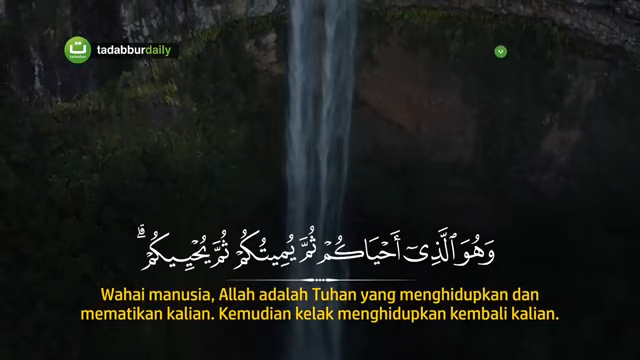 tadabburdaily
وَهُوَ ٱلَّذِىٓ أَحْيَاكُمْ ثُمَّ يُمِيتُكُمْ ثُمَّ يُحْيِيكُمْ ۗ
Wahai manusia, Allah adalah Tuhan yang menghidupkan dan
mematikan kalian. Kemudian kelak menghidupkan kembali kalian.